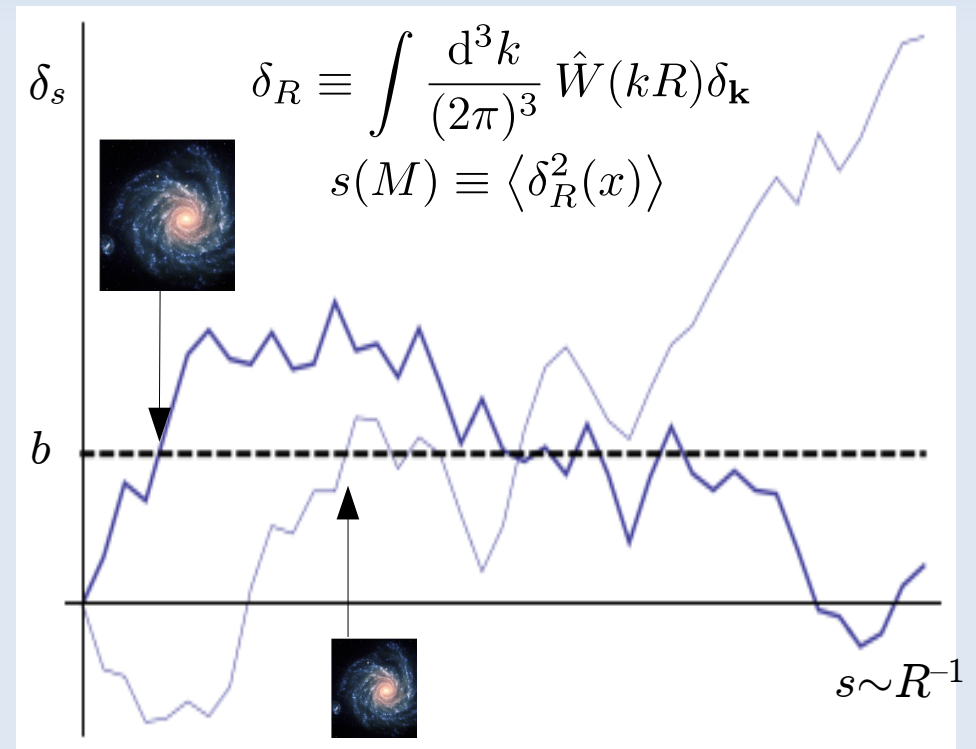 δ_s
δ_R ≡ ∫ d³k/(2π)³ Ŵ(kR)δ_𝐤
s(M) ≡ ⟨δ_R²(x)⟩
b
s~R⁻¹